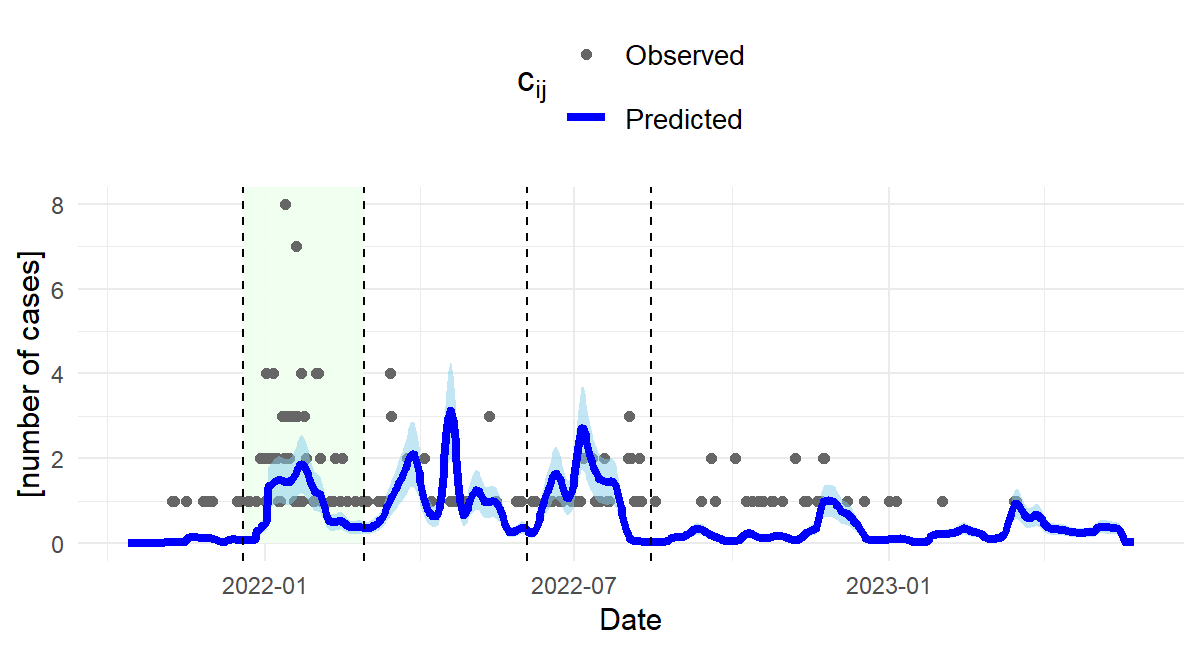 Observed
c_ij
Predicted
8
6
4
2
0
[number of cases]
2022-01 2022-07 2023-01
Date